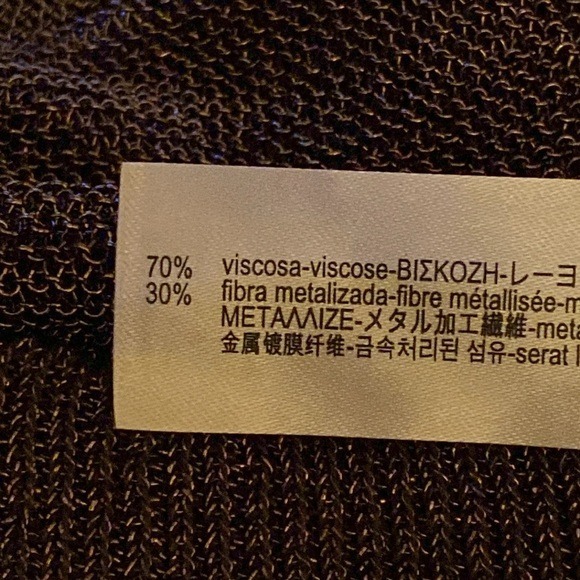 70% viscosa-viscose-ΒΙΣΚΟΖΗ-レーヨ
30% fibra metalizada-fibre métallisée-m
ΜΕΤΑΛΛΙΖΕ-メタル加工繊維-meta
金属镀膜纤维-금속처리된 섬유-serat l